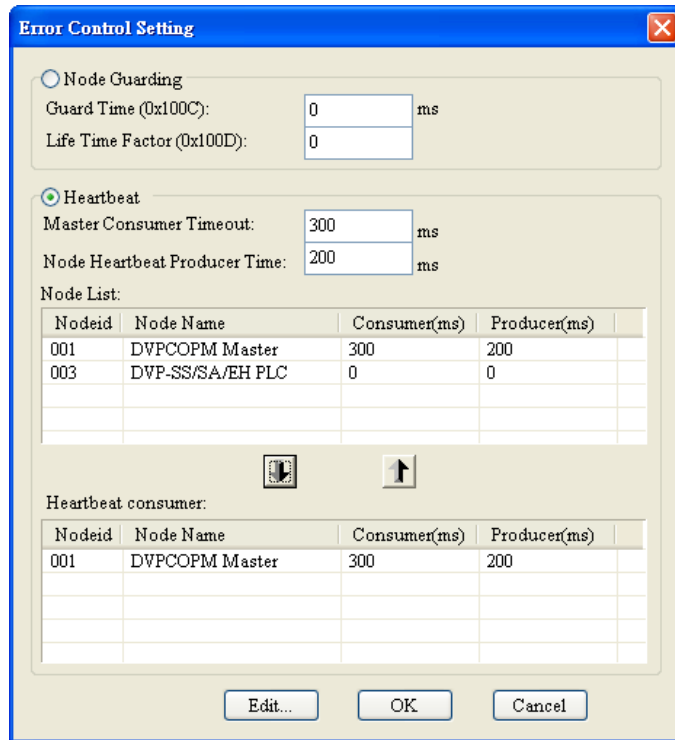 Error Control Setting
Node Guarding
Guard Time (0x100C): 0 ms
Life Time Factor (0x100D): 0
Heartbeat
Master Consumer Timeout: 300 ms
Node Heartbeat Producer Time: 200 ms
Node List:
Nodeid Node Name Consumer(ms) Producer(ms)
001 DVPCOPM Master 300 200
003 DVP-SS/SA/EH PLC 0 0
Heartbeat consumer:
Nodeid Node Name Consumer(ms) Producer(ms)
001 DVPCOPM Master 300 200
Edit... OK Cancel